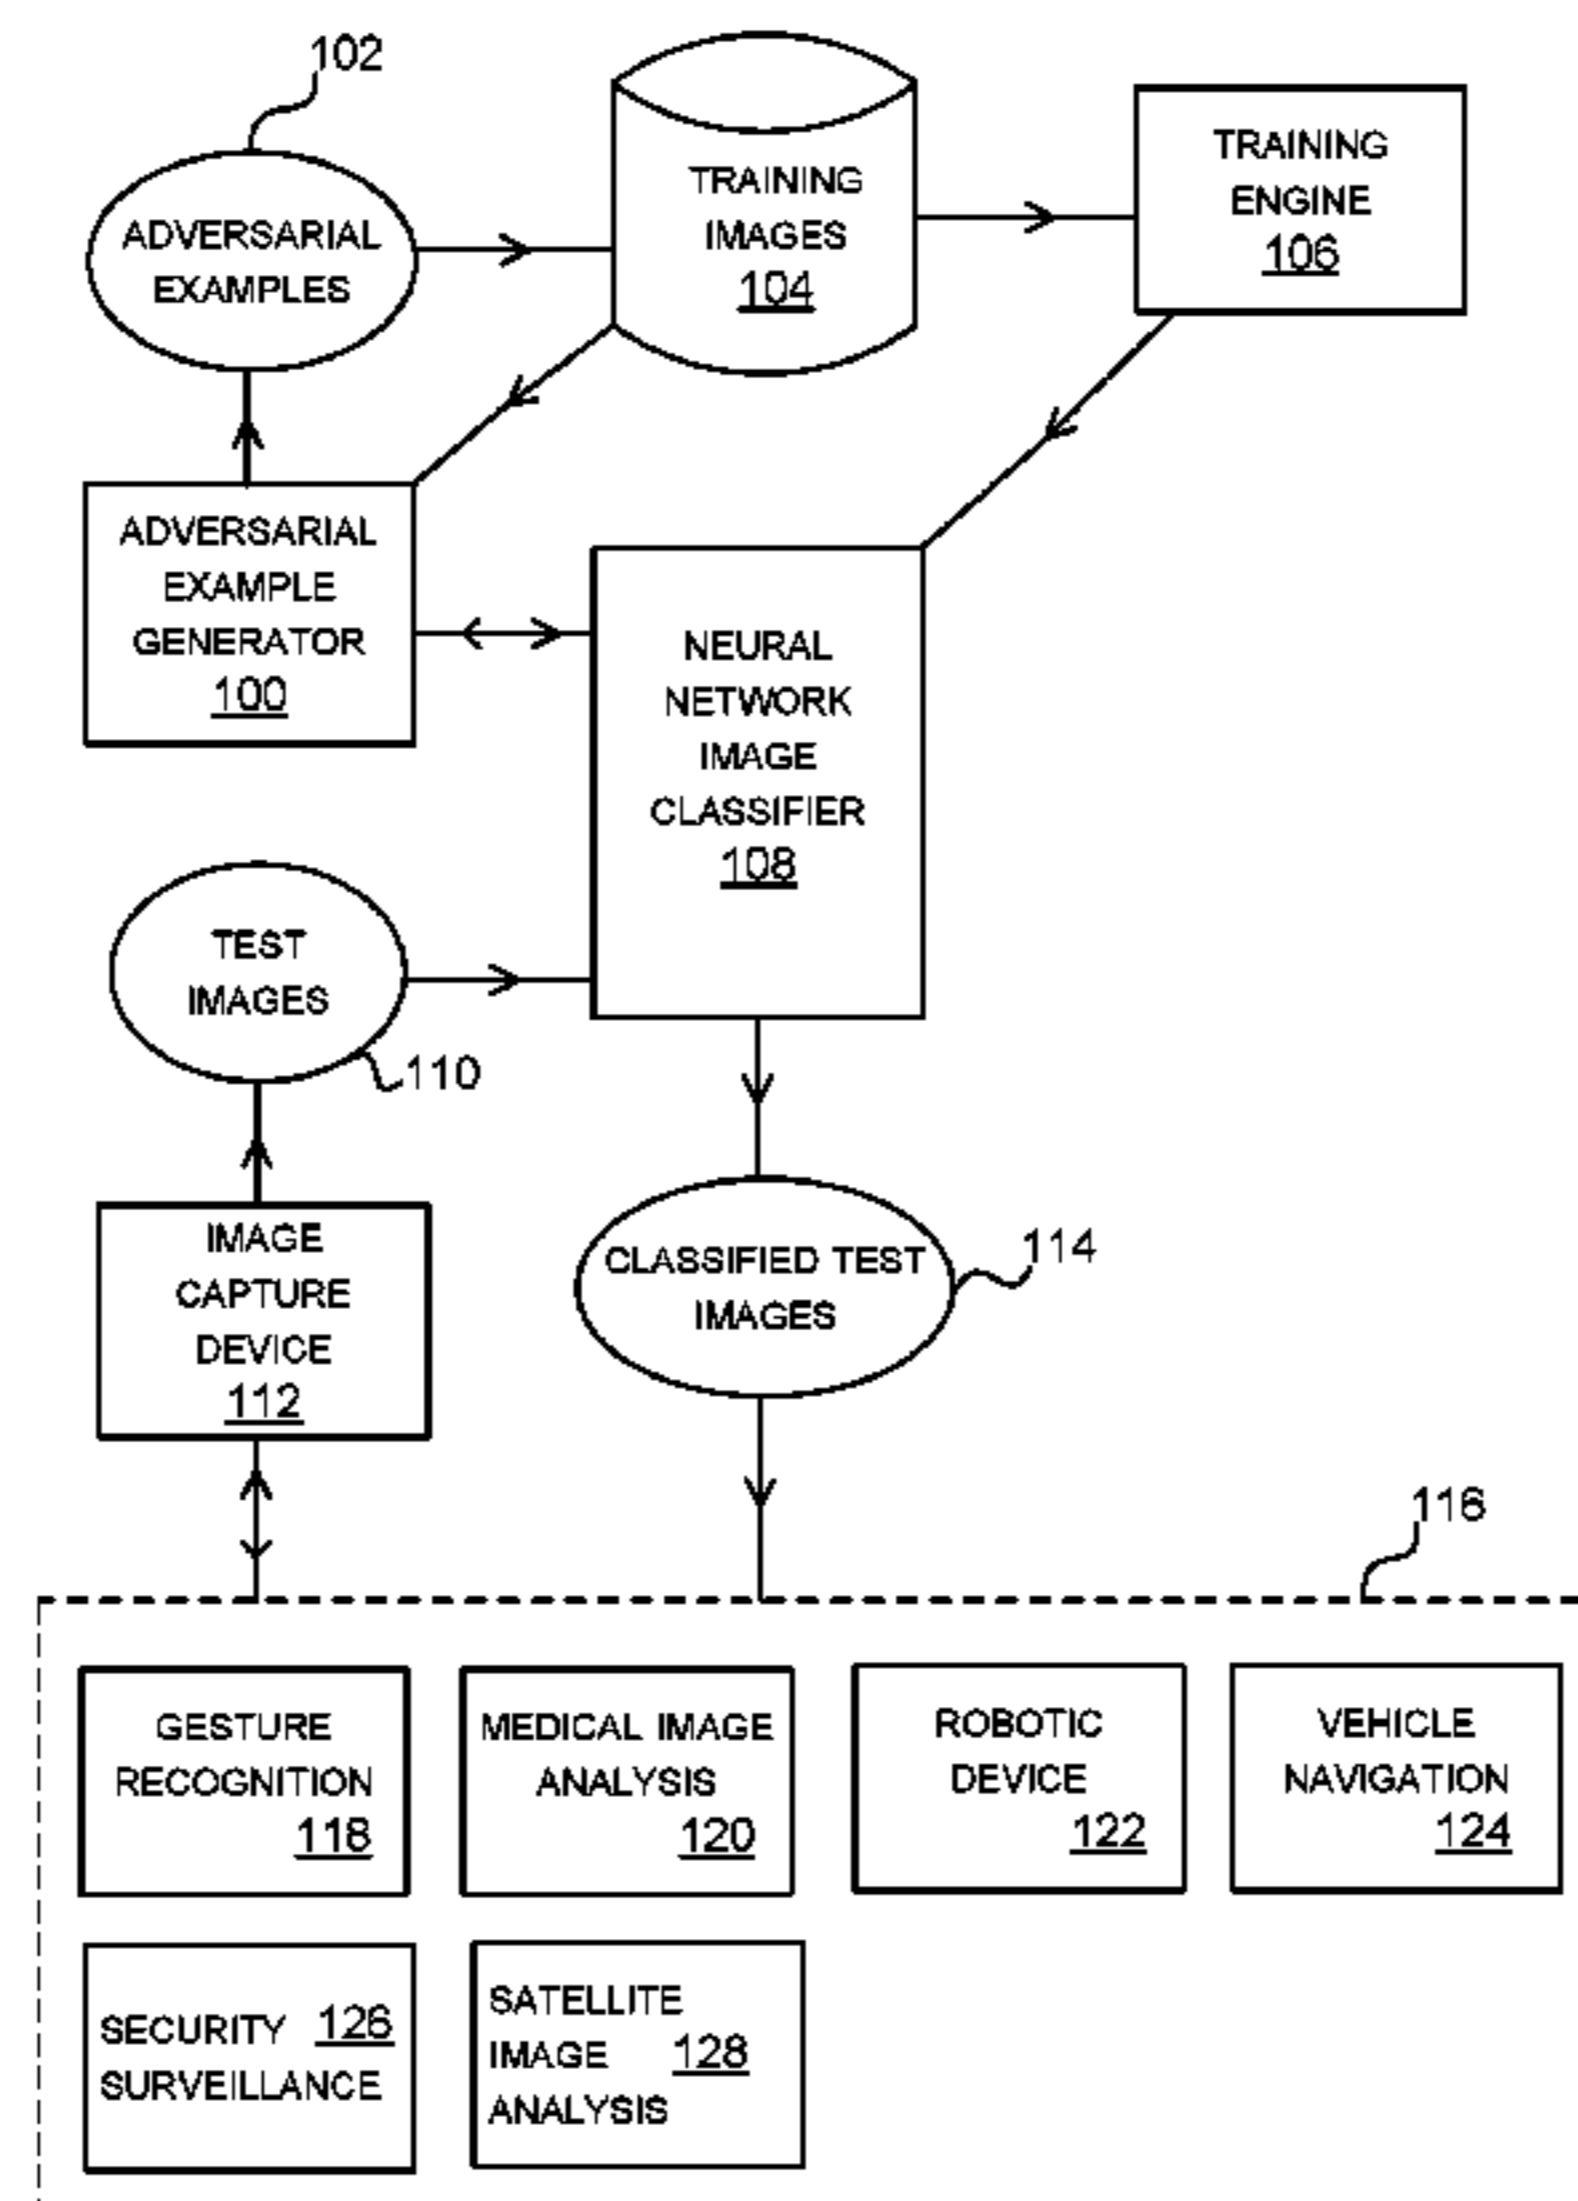 102
ADVERSARIAL
EXAMPLES
TRAINING
IMAGES
104
TRAINING
ENGINE
106
ADVERSARIAL
EXAMPLE
GENERATOR
100
NEURAL
NETWORK
IMAGE
CLASSIFIER
108
TEST
IMAGES
110
IMAGE
CAPTURE
DEVICE
112
CLASSIFIED TEST
IMAGES
114
116
GESTURE
RECOGNITION
118
MEDICAL IMAGE
ANALYSIS
120
ROBOTIC
DEVICE
122
VEHICLE
NAVIGATION
124
SECURITY 126
SURVEILLANCE
SATELLITE
IMAGE 128
ANALYSIS